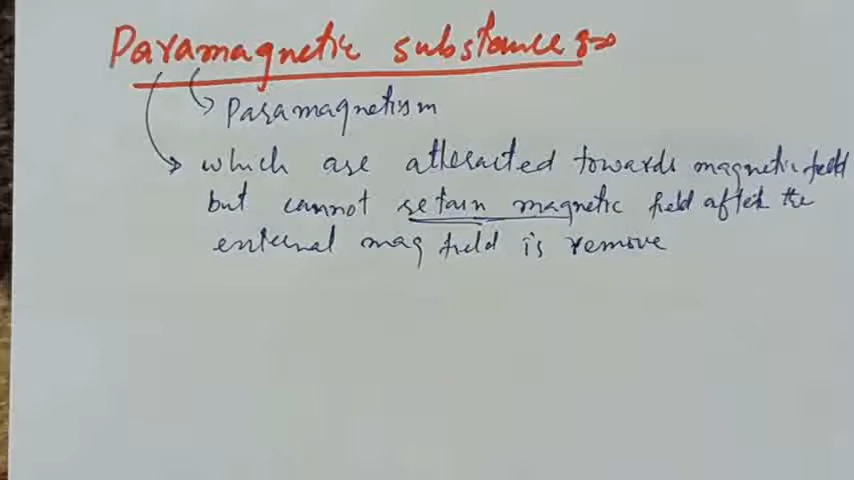 Paramagnetic substance :→
Paramagnetism
which are atteracted towards magnetic field
but cannot retain magnetic field after the
external mag field is remove